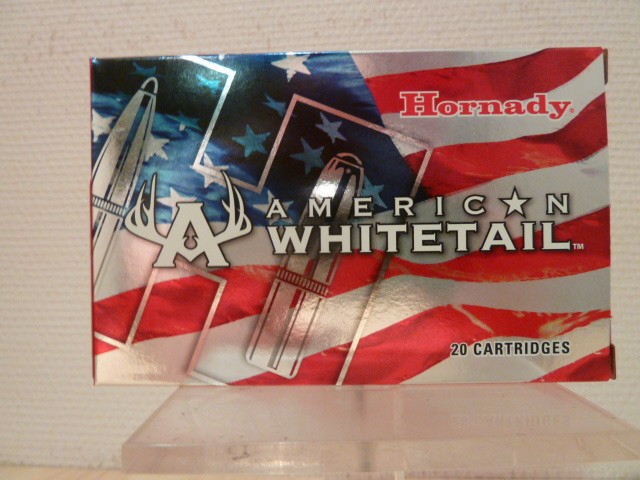 Hornady®
AMERIC★N
WHITETAIL™
20 CARTRIDGES